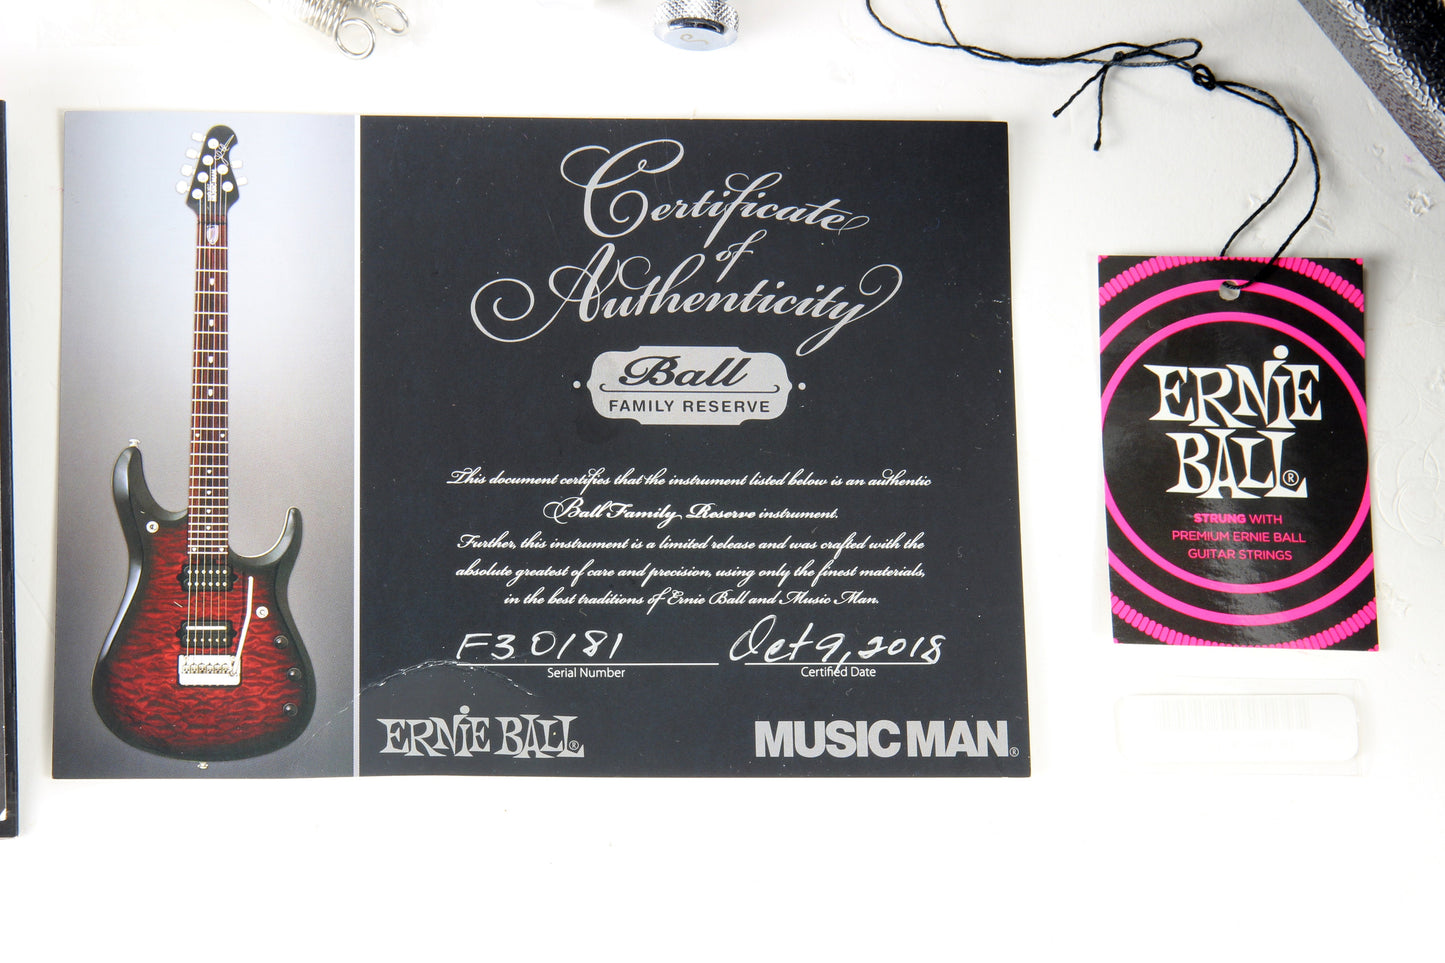 Certificate
of
Authenticity
Ball
FAMILY RESERVE
This document certifies that the instrument listed below is an authentic
Ball Family Reserve instrument.
Further, this instrument is a limited release and was crafted with the
absolute greatest of care and precision, using only the finest materials,
in the best traditions of Ernie Ball and Music Man.
F30181 Oct 9, 2018
Serial Number Certified Date
ERNIE BALL® MUSIC MAN®
ERNIE
BALL®
STRUNG WITH
PREMIUM ERNIE BALL
GUITAR STRINGS